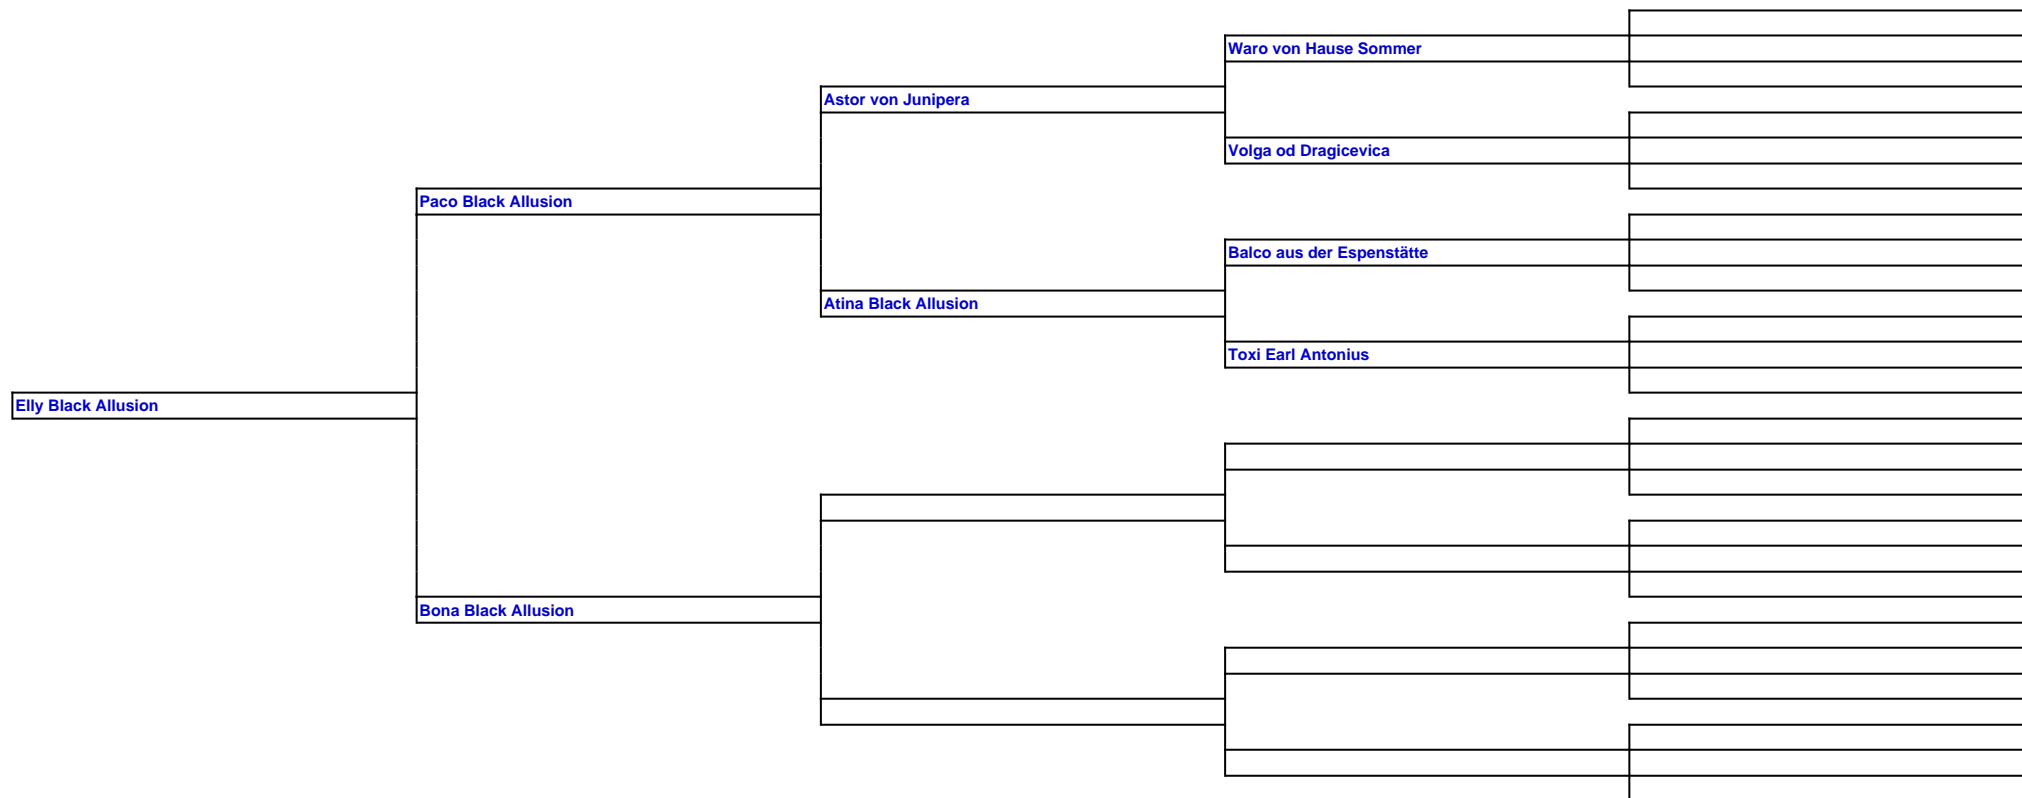 Waro von Hause Sommer
Astor von Junipera
Volga od Dragicevica
Paco Black Allusion
Balco aus der Espenstätte
Atina Black Allusion
Toxi Earl Antonius
Elly Black Allusion
Bona Black Allusion